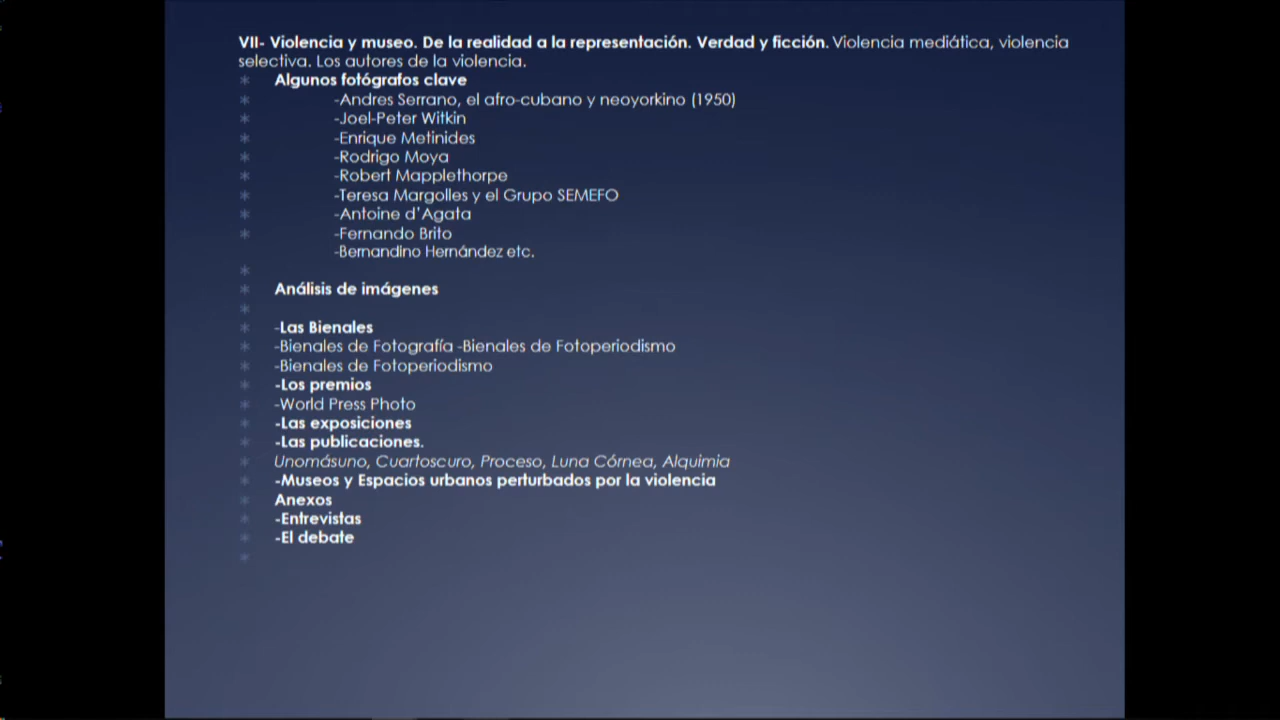 VII- Violencia y museo. De la realidad a la representación. Verdad y ficción. Violencia mediática, violencia
selectiva. Los autores de la violencia.
* Algunos fotógrafos clave
* -Andres Serrano, el afro-cubano y neoyorkino (1950)
* -Joel-Peter Witkin
* -Enrique Metinides
* -Rodrigo Moya
* -Robert Mapplethorpe
* -Teresa Margolles y el Grupo SEMEFO
* -Antoine d'Agata
* -Fernando Brito
-Bernandino Hernández etc.
*
* Análisis de imágenes
*
* -Las Bienales
* -Bienales de Fotografía -Bienales de Fotoperiodismo
* -Bienales de Fotoperiodismo
* -Los premios
* -World Press Photo
* -Las exposiciones
* -Las publicaciones.
* Unomásuno, Cuartoscuro, Proceso, Luna Córnea, Alquimia
* -Museos y Espacios urbanos perturbados por la violencia
* Anexos
* -Entrevistas
* -El debate
*